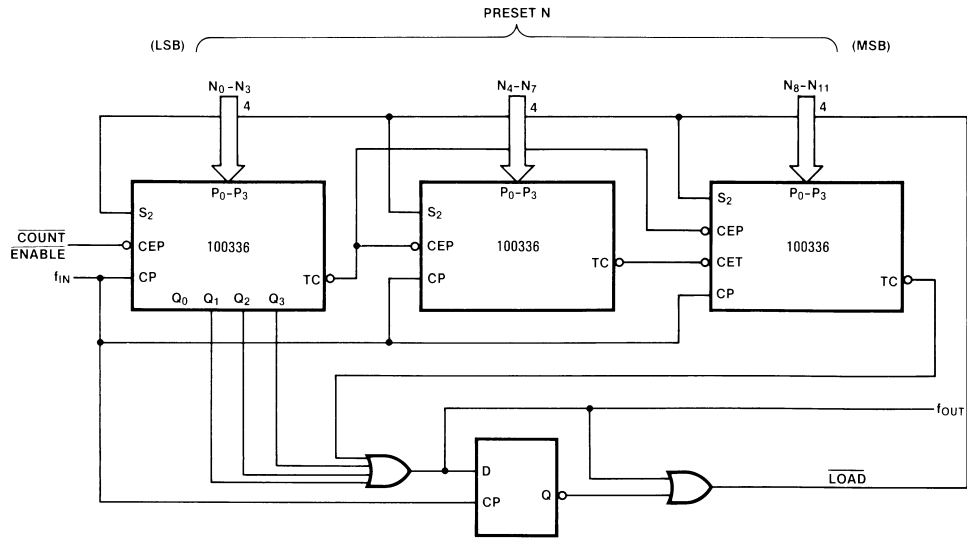 PRESET N
(LSB)
(MSB)
N₀–N₃
4
N₄–N₇
4
N₈–N₁₁
4
P₀–P₃
S₂
CEP
CP
100336
TC
Q₀ Q₁ Q₂ Q₃
P₀–P₃
S₂
CEP
CP
100336
TC
P₀–P₃
S₂
CEP
CET
CP
100336
TC
COUNT
ENABLE
fIN
fOUT
D
CP
Q
LOAD